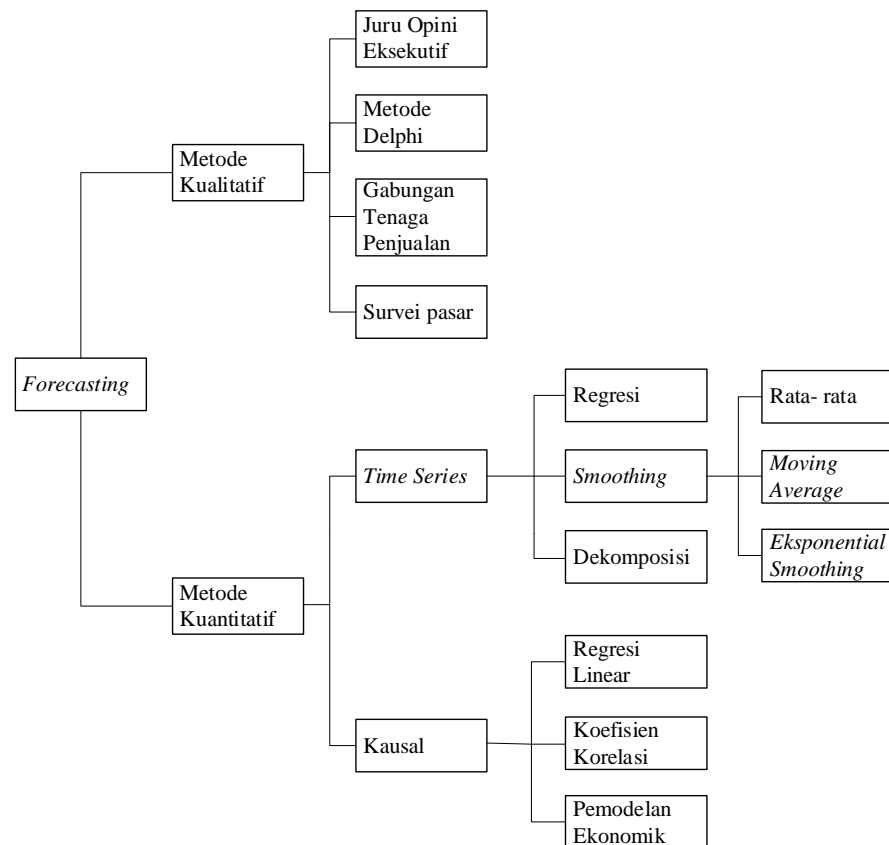 Juru Opini
Eksekutif
Metode
Delphi
Metode
Kualitatif
Gabungan
Tenaga
Penjualan
Survei pasar
Forecasting
Regresi
Rata- rata
Time Series
Smoothing
Moving
Average
Dekomposisi
Eksponential
Smoothing
Metode
Kuantitatif
Regresi
Linear
Kausal
Koefisien
Korelasi
Pemodelan
Ekonomik